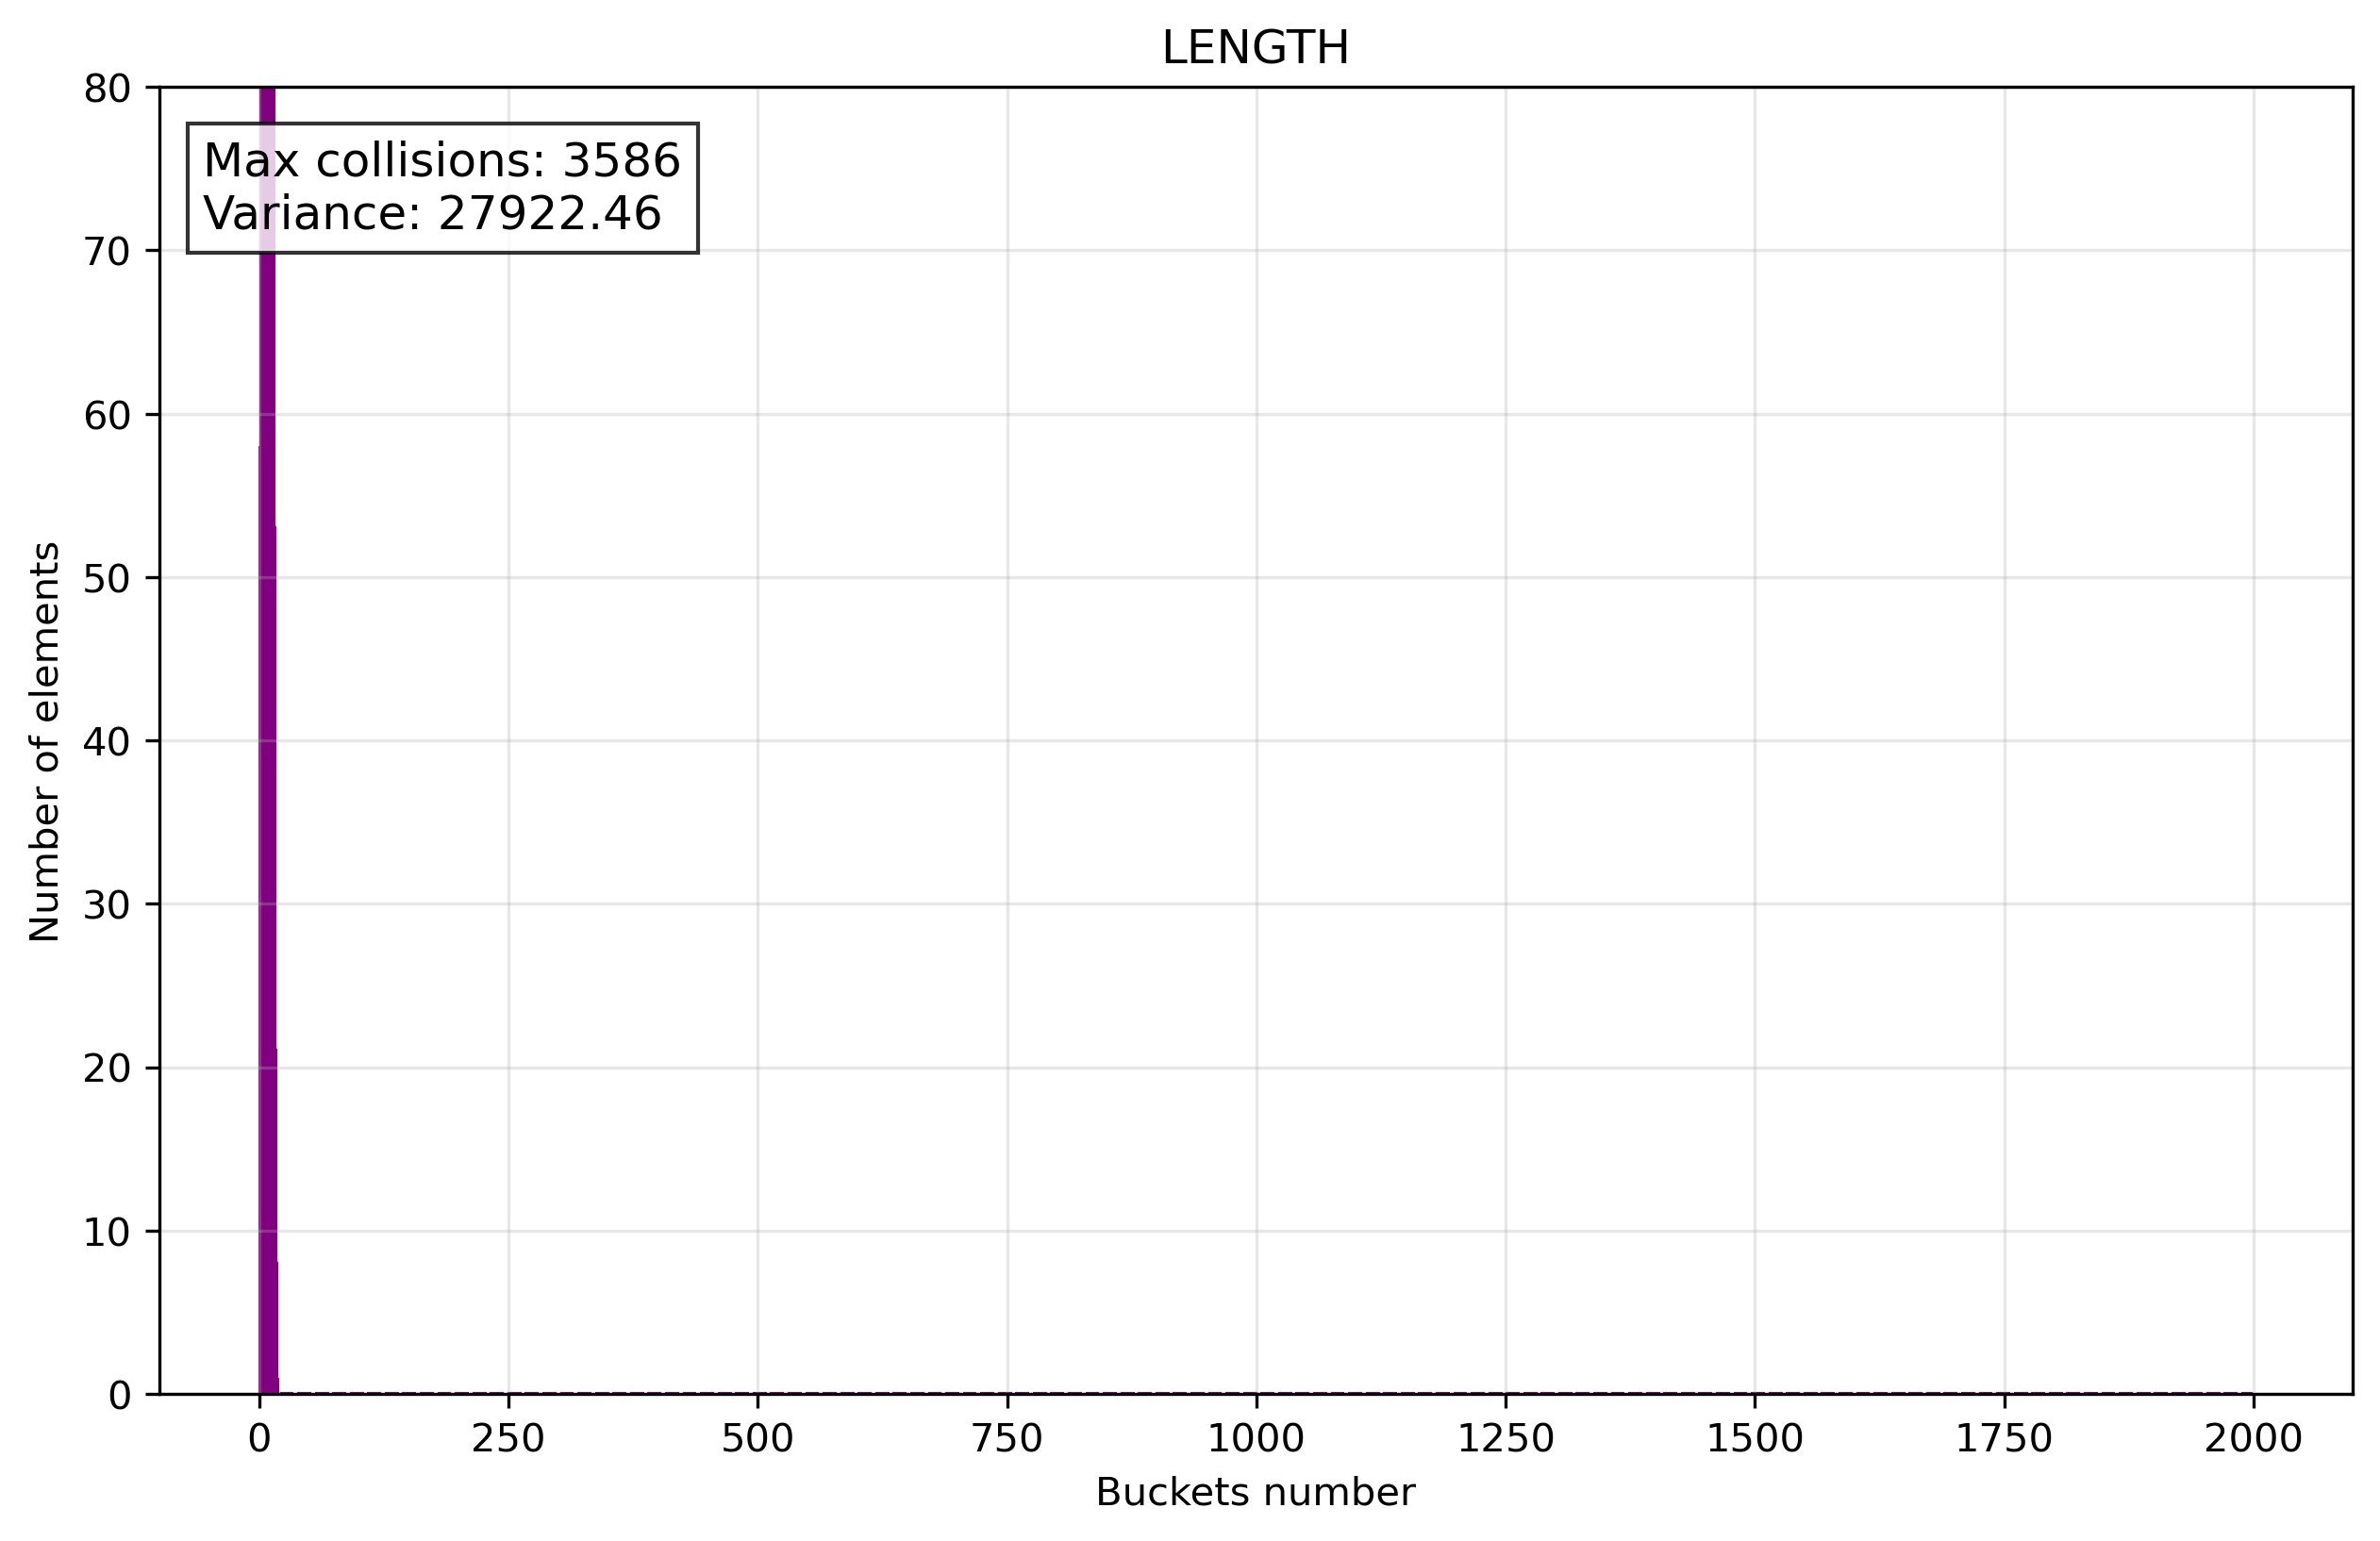 LENGTH
Max collisions: 3586
Variance: 27922.46
80
70
60
50
40
30
20
10
0
Number of elements
0 250 500 750 1000 1250 1500 1750 2000
Buckets number